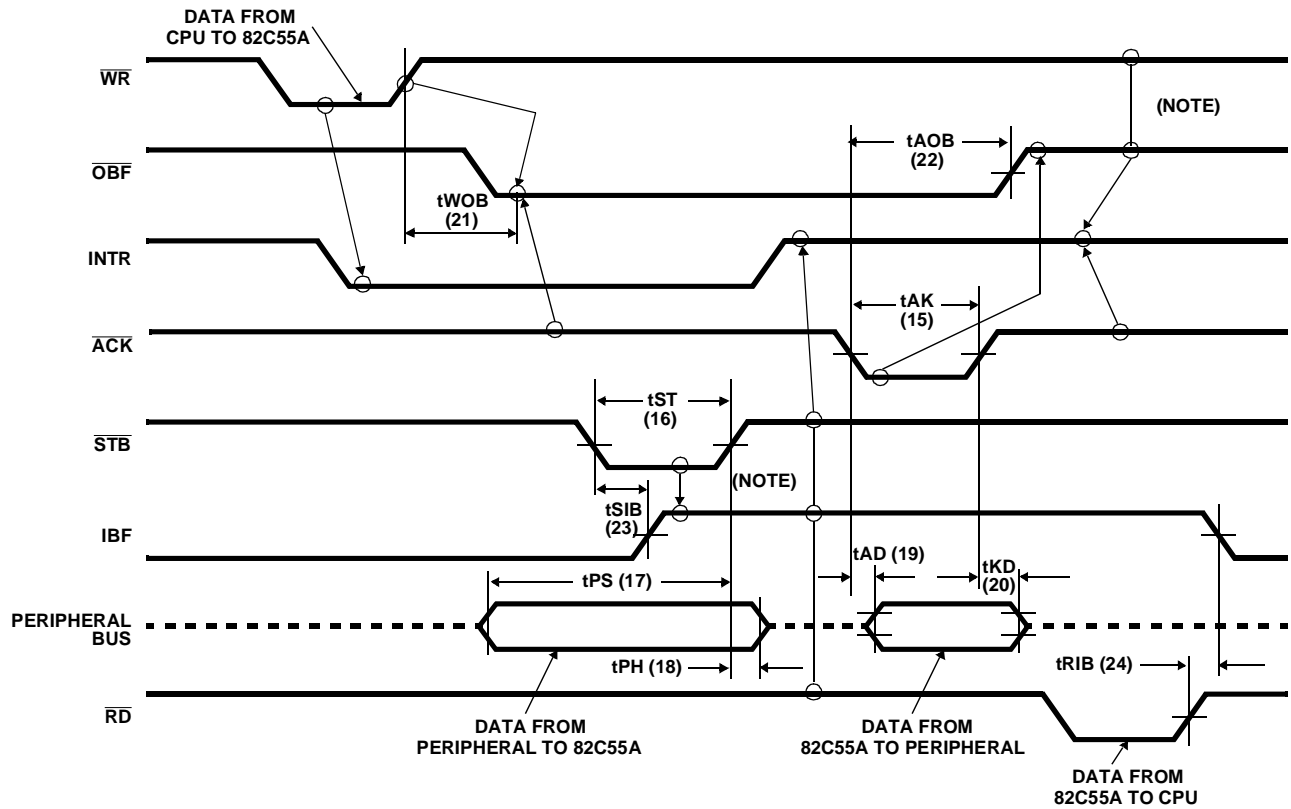 DATA FROM
CPU TO 82C55A
WR
(NOTE)
tAOB
(22)
OBF
tWOB
(21)
INTR
tAK
(15)
ACK
tST
(16)
STB
(NOTE)
tSIB
(23)
IBF
tAD (19)
tKD
(20)
tPS (17)
PERIPHERAL
BUS
tPH (18)
tRIB (24)
RD
DATA FROM
PERIPHERAL TO 82C55A
DATA FROM
82C55A TO PERIPHERAL
DATA FROM
82C55A TO CPU